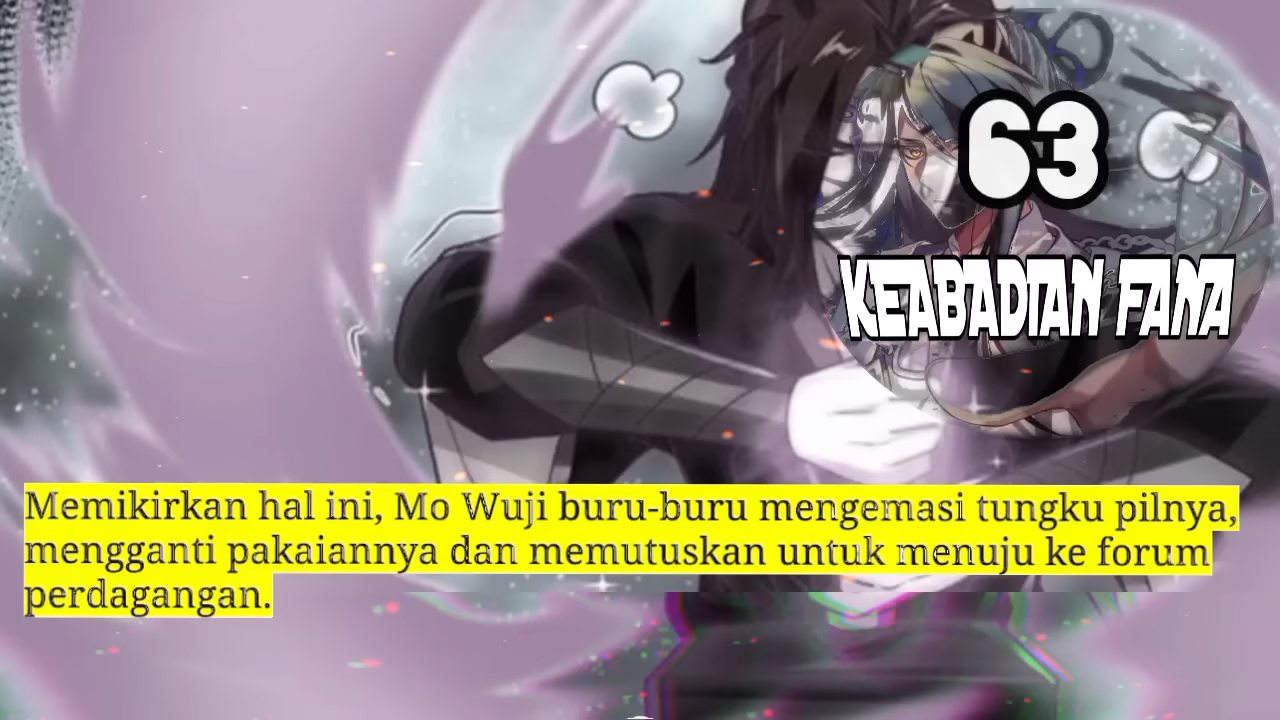 63
KEABADIAN FANA
Memikirkan hal ini, Mo Wuji buru-buru mengemasi tungku pilnya,
mengganti pakaiannya dan memutuskan untuk menuju ke forum
perdagangan.